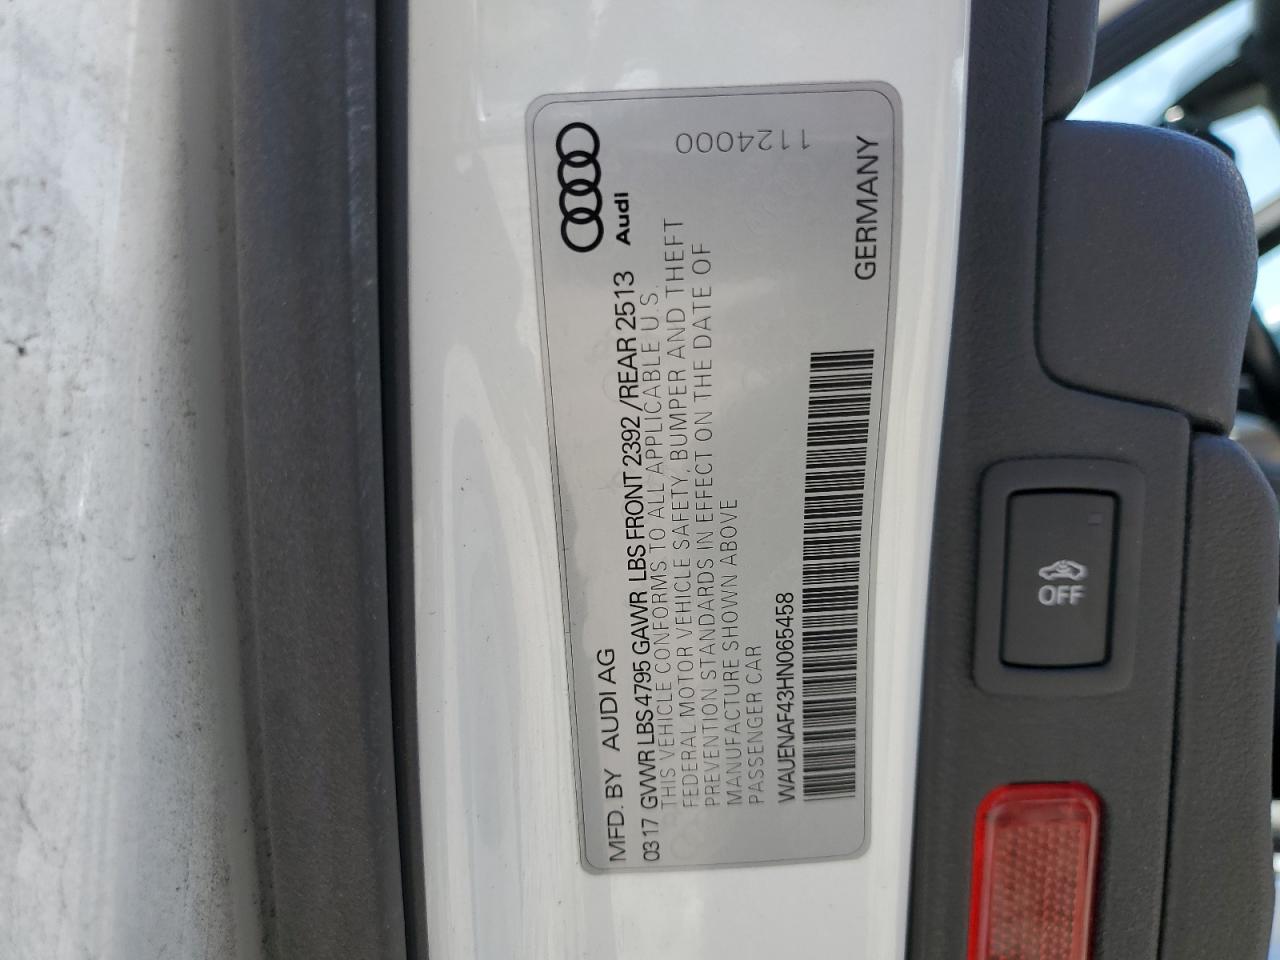 MFD. BY AUDI AG
Audi
03 17 GVWR LBS 4795 GAWR LBS FRONT 2392 /REAR 2513
THIS VEHICLE CONFORMS TO ALL APPLICABLE U.S.
FEDERAL MOTOR VEHICLE SAFETY, BUMPER AND THEFT
PREVENTION STANDARDS IN EFFECT ON THE DATE OF
MANUFACTURE SHOWN ABOVE
PASSENGER CAR
1124000
WAUENAF43HN065458
GERMANY
OFF